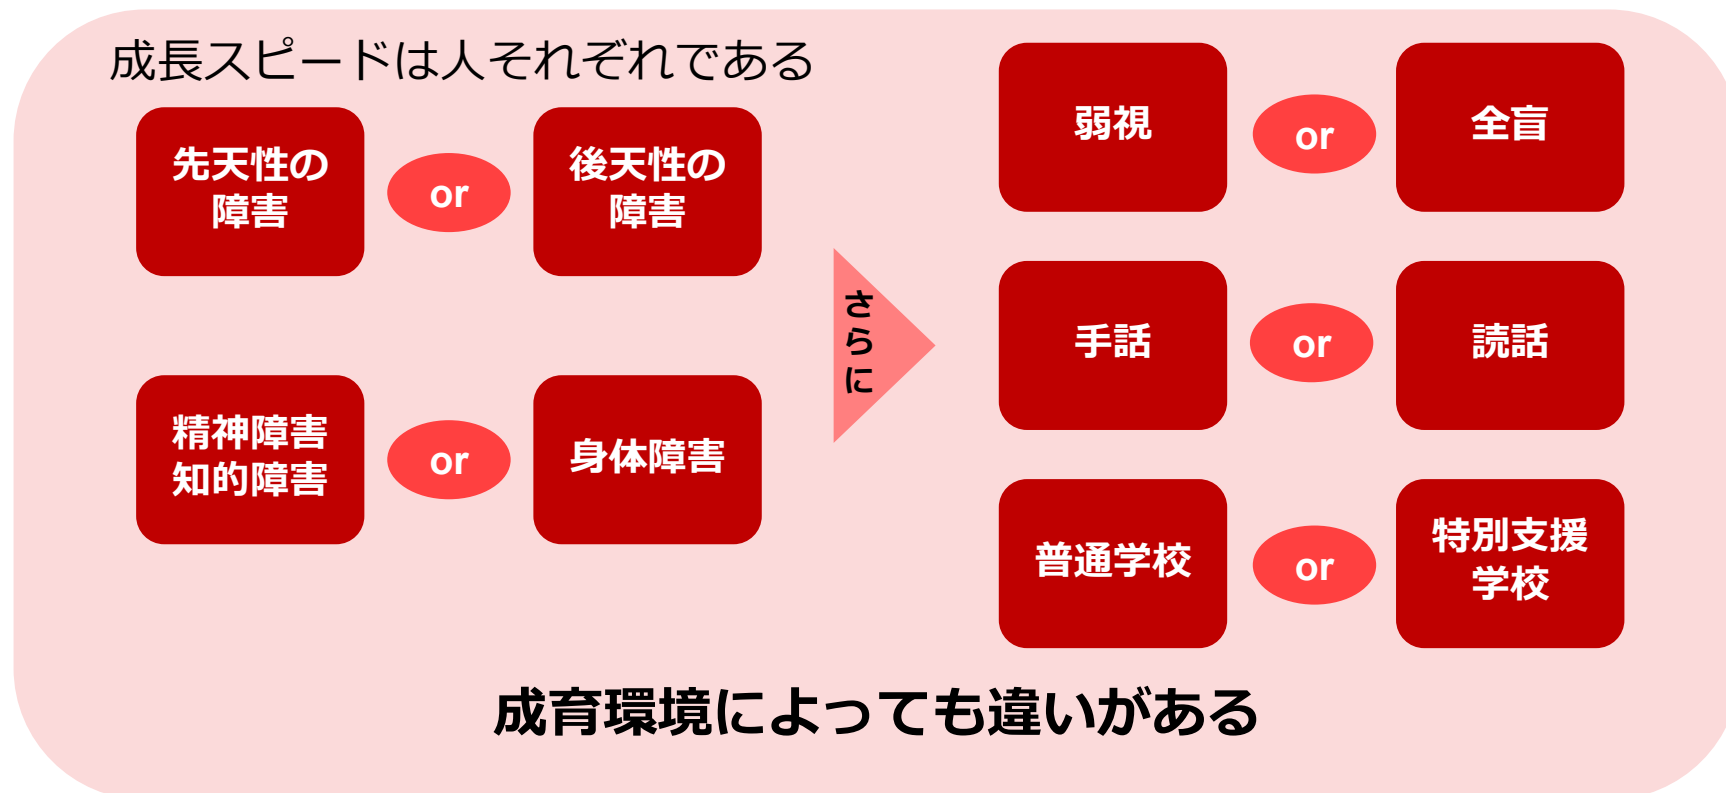 成長スピードは人それぞれである
先天性の
障害
or
後天性の
障害
精神障害
知的障害
or
身体障害
さらに
弱視
or
全盲
手話
or
読話
普通学校
or
特別支援
学校
成育環境によっても違いがある